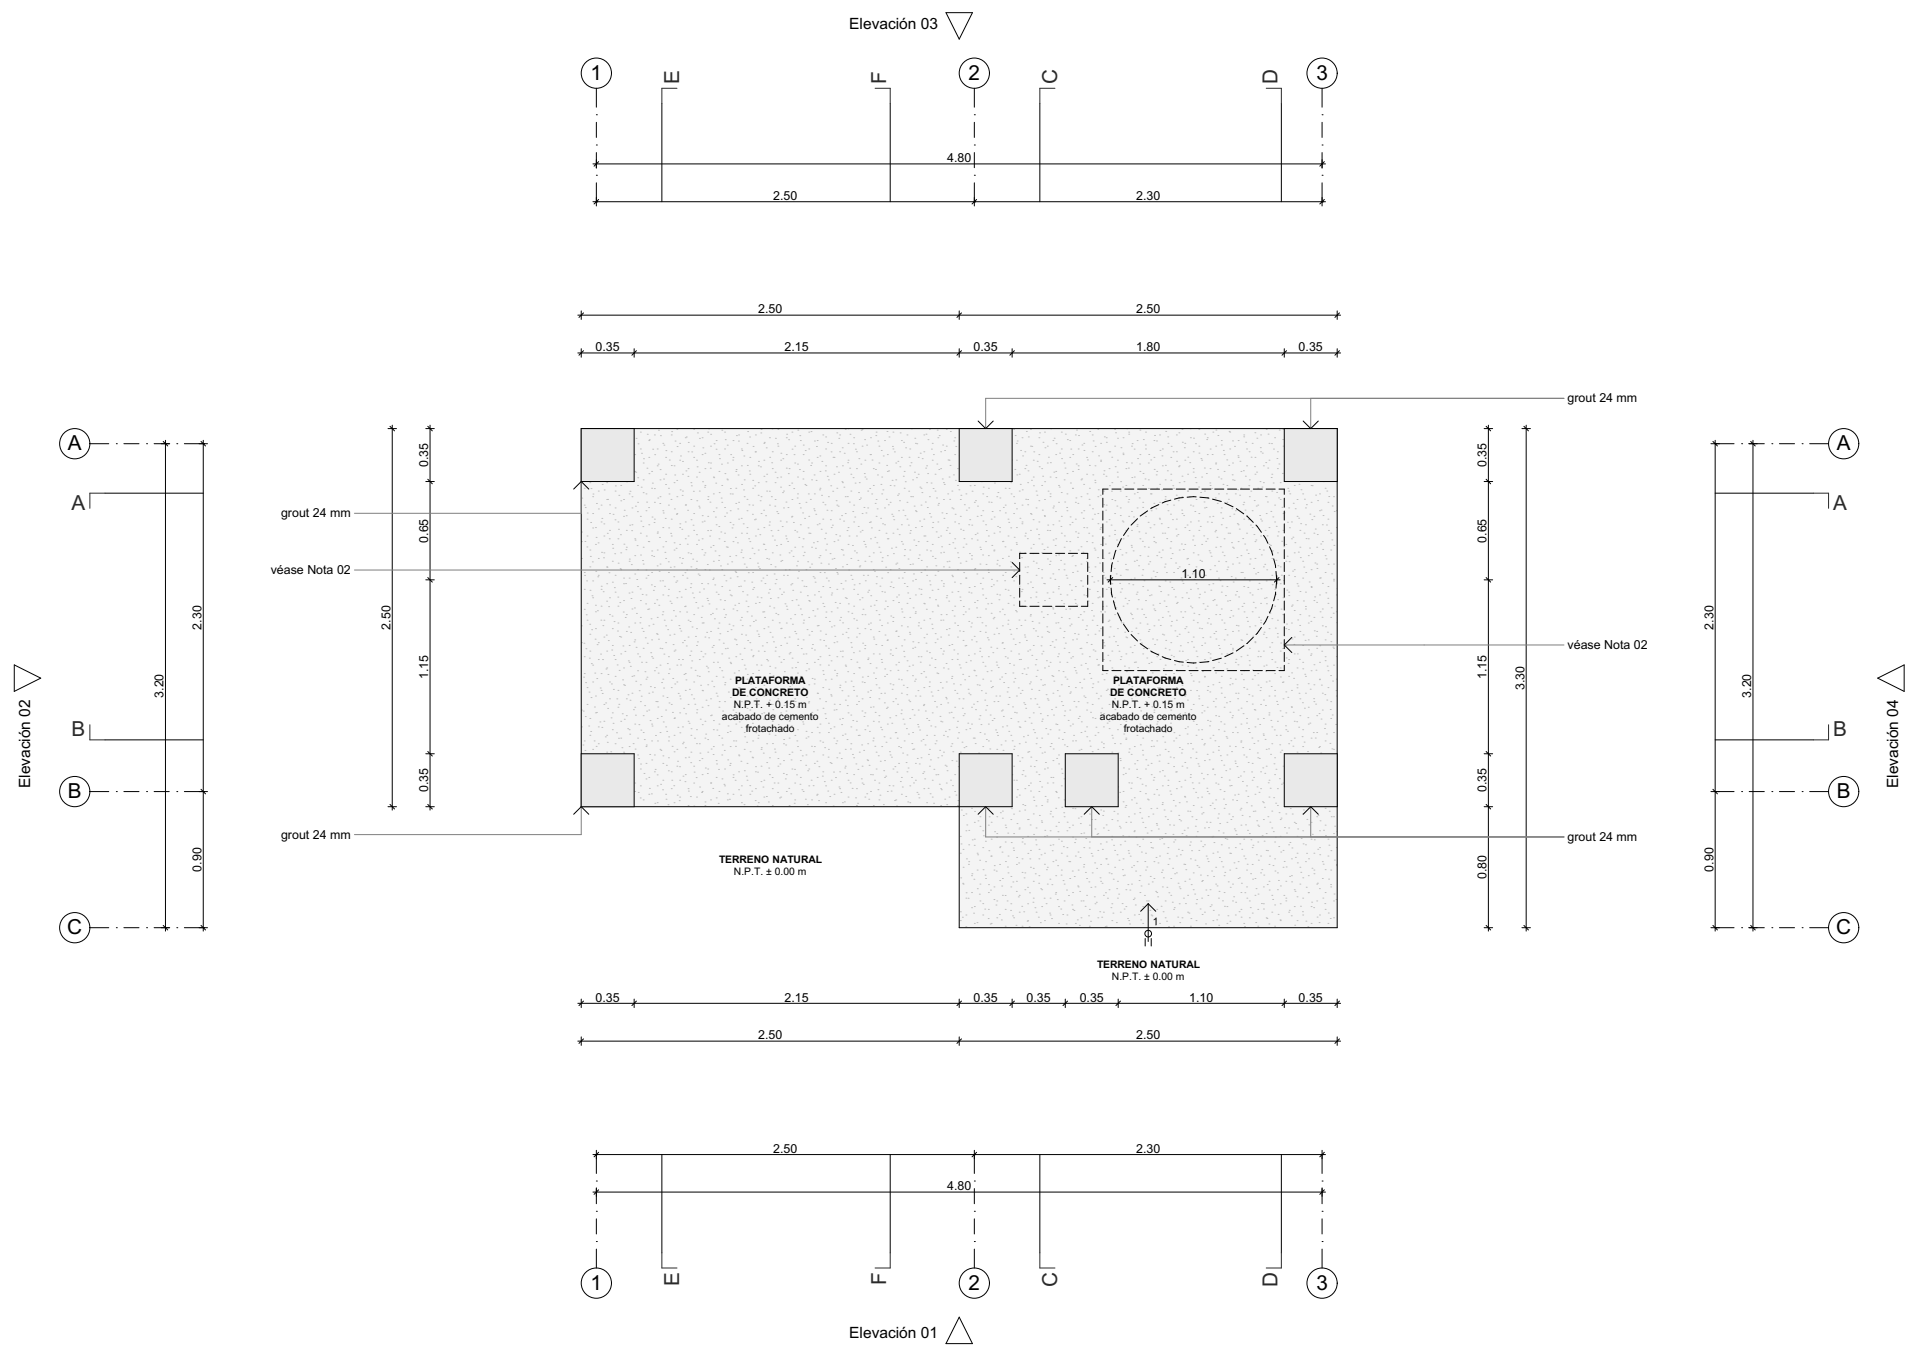 Elevación 03
1
E
F
2
C
D
3
4.80
2.50
2.30
2.50
2.50
0.35
2.15
0.35
1.80
0.35
grout 24 mm
A
A
A
A
0.35
0.35
grout 24 mm
0.65
0.65
véase Nota 02
1.10
2.30
2.50
2.30
véase Nota 02
1.15
1.15
3.20
3.30
3.20
Elevación 02
Elevación 04
PLATAFORMA
DE CONCRETO
N.P.T. + 0.15 m
acabado de cemento
frotachado
PLATAFORMA
DE CONCRETO
N.P.T. + 0.15 m
acabado de cemento
frotachado
B
B
0.35
0.35
B
B
grout 24 mm
grout 24 mm
0.90
0.80
0.90
TERRENO NATURAL
N.P.T. ± 0.00 m
C
1
C
TERRENO NATURAL
N.P.T. ± 0.00 m
0.35
2.15
0.35
0.35
0.35
1.10
0.35
2.50
2.50
2.50
2.30
4.80
1
E
F
2
C
D
3
Elevación 01